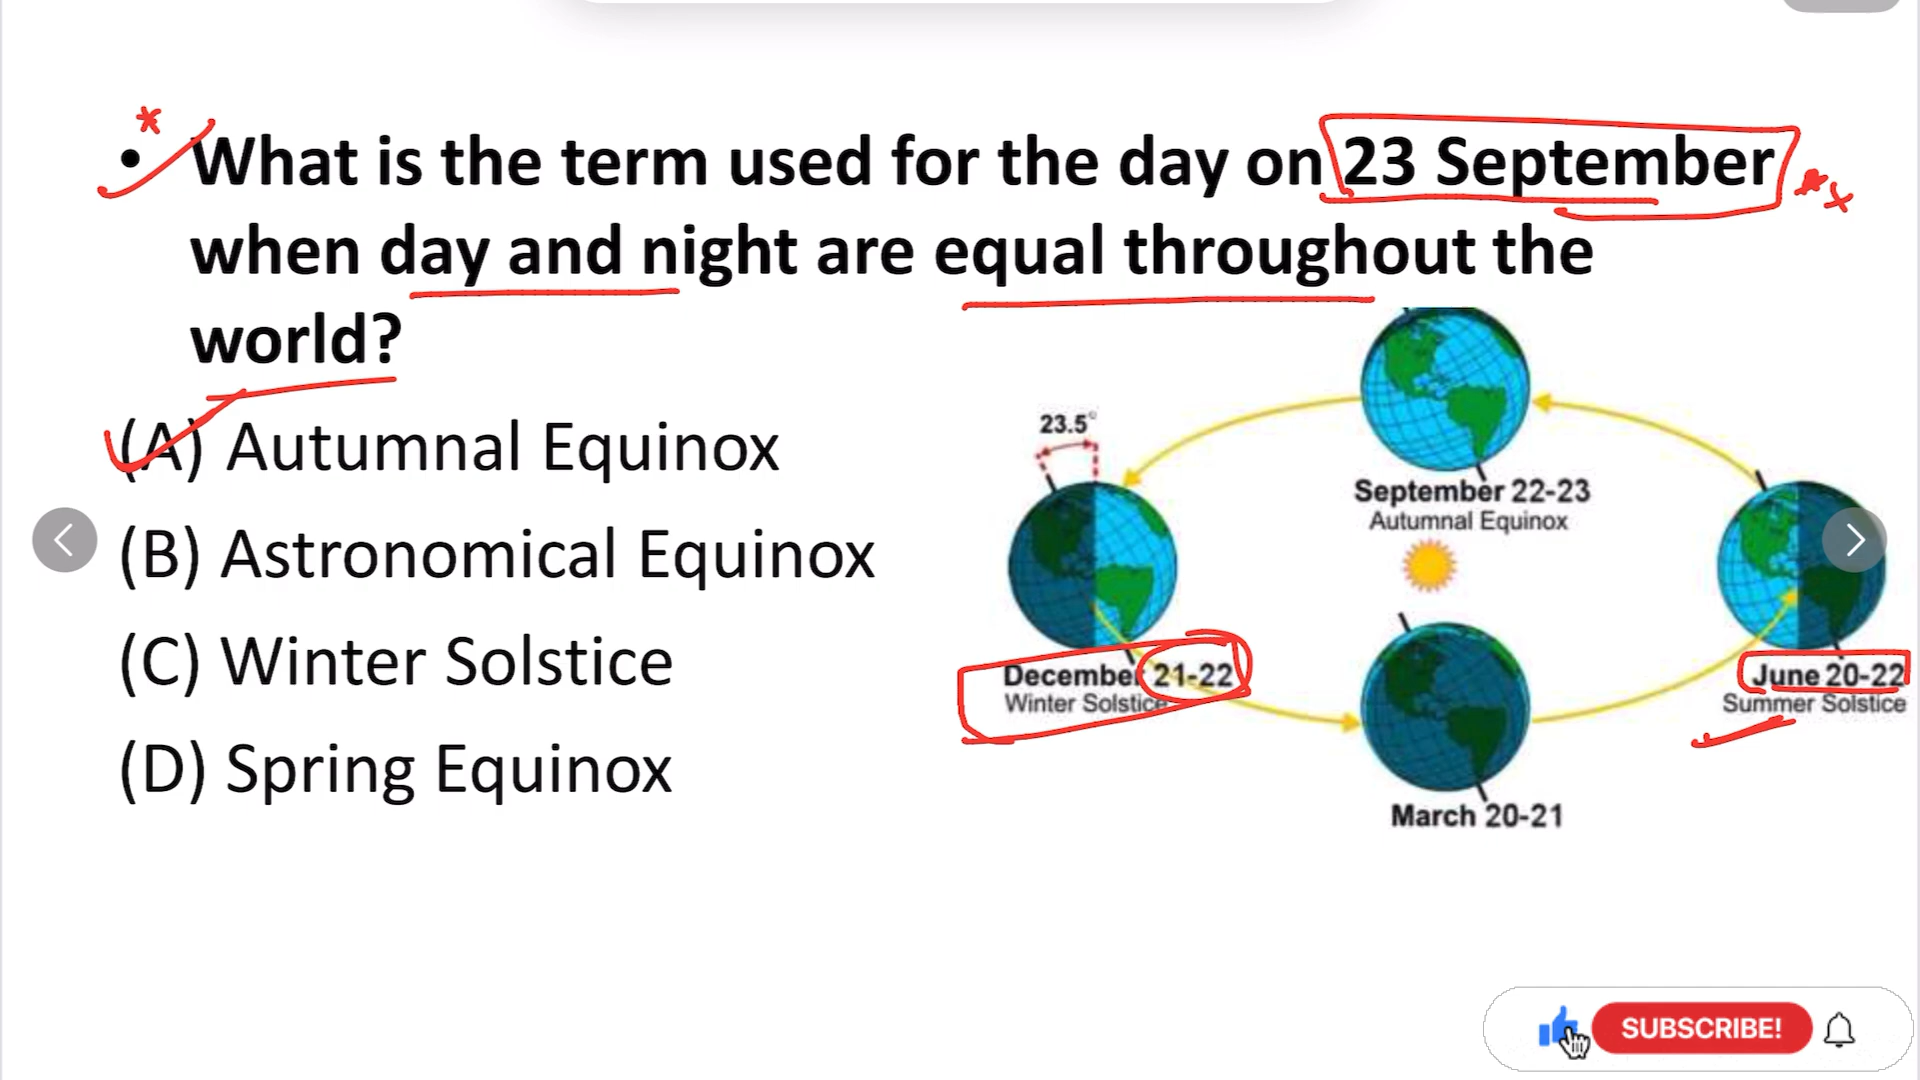 • What is the term used for the day on 23 September
when day and night are equal throughout the
world?
(A) Autumnal Equinox
(B) Astronomical Equinox
(C) Winter Solstice
(D) Spring Equinox
23.5°
September 22-23
Autumnal Equinox
December 21-22
Winter Solstice
June 20-22
Summer Solstice
March 20-21
SUBSCRIBE!